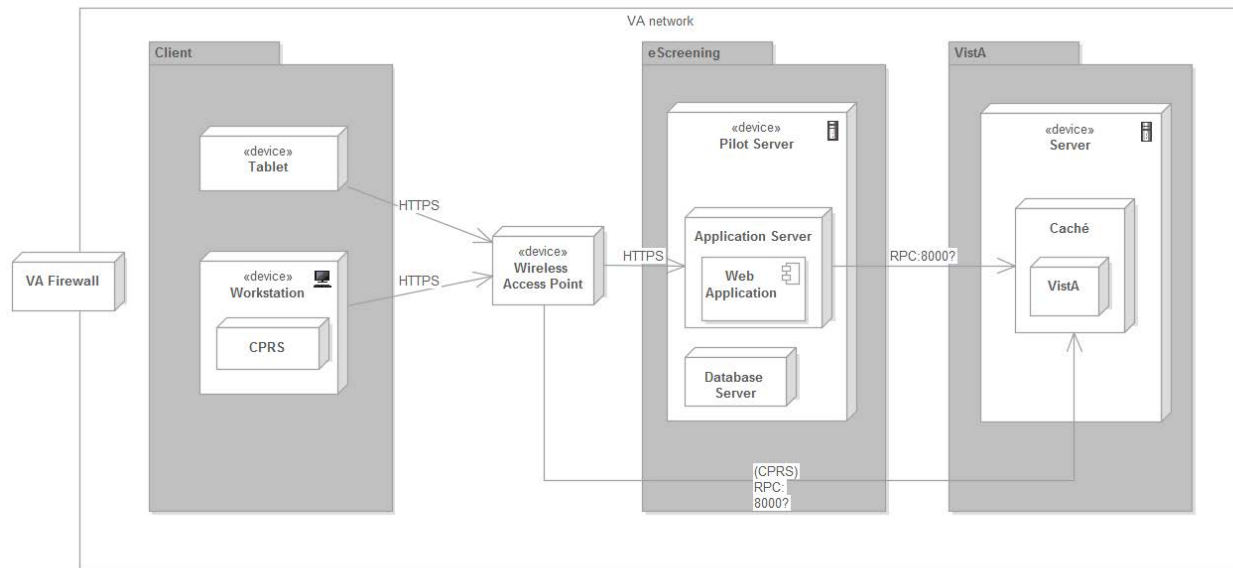 VA network
Client
eScreening
VistA
«device»
Tablet
HTTPS
«device»
Workstation
CPRS
HTTPS
VA Firewall
«device»
Wireless
Access Point
HTTPS
«device»
Pilot Server
Application Server
Web
Application
Database
Server
RPC:8000?
«device»
Server
Caché
VistA
(CPRS)
RPC:
8000?